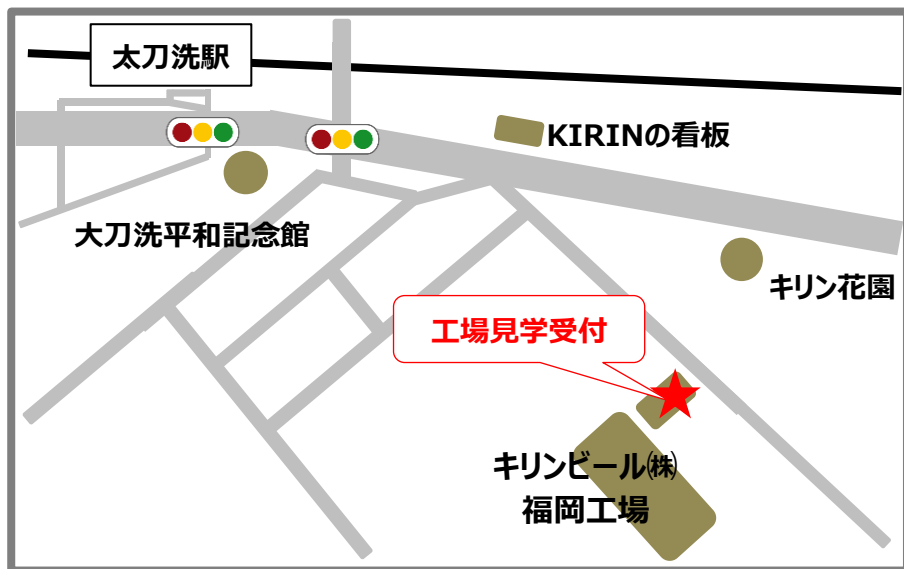 太刀洗駅
KIRINの看板
大刀洗平和記念館
キリン花園
工場見学受付
キリンビール㈱
福岡工場